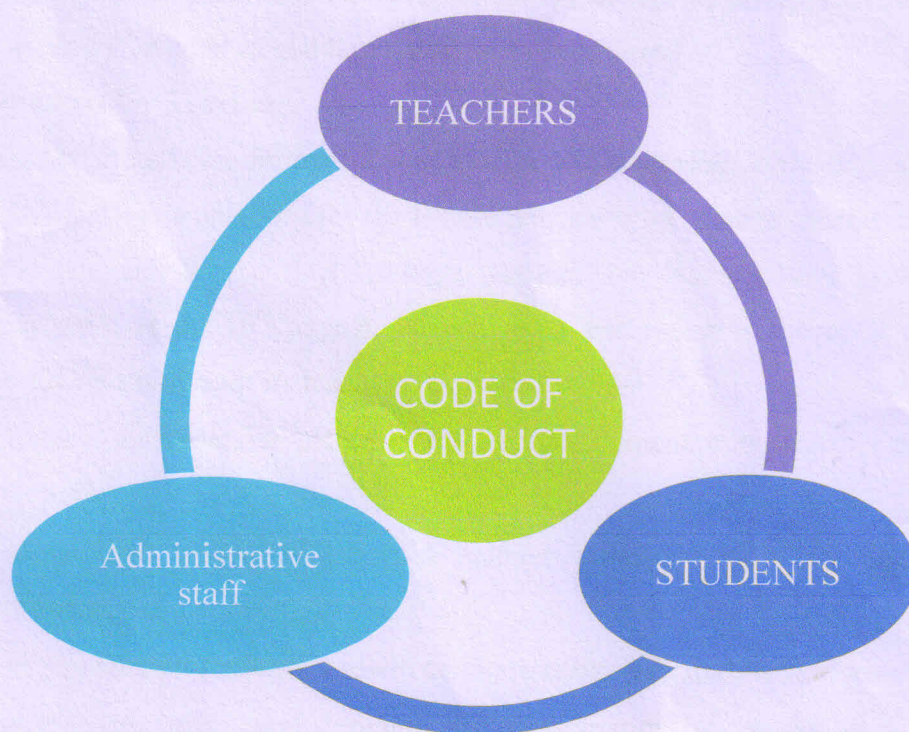 TEACHERS
CODE OF
CONDUCT
Administrative
staff
STUDENTS